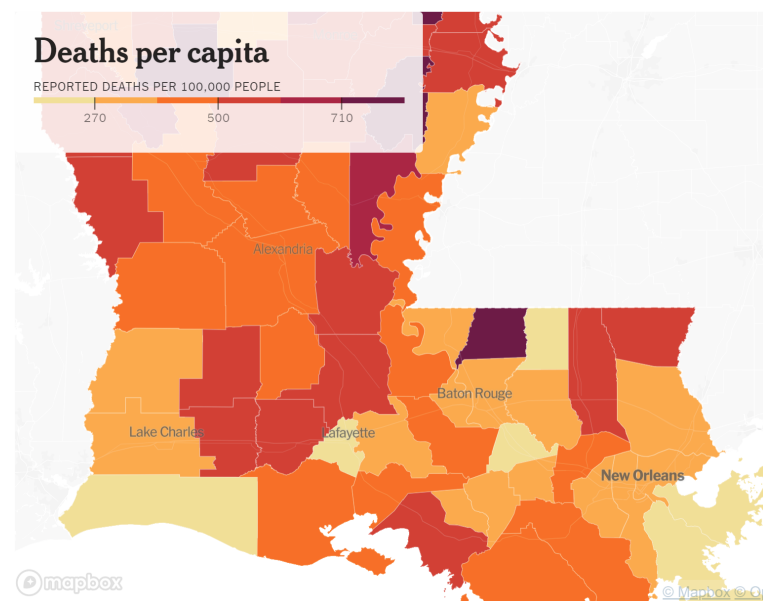 Deaths per capita
REPORTED DEATHS PER 100,000 PEOPLE
270 500 710
Alexandria
Baton Rouge
Lake Charles
Lafayette
New Orleans
mapbox
© Mapbox ©